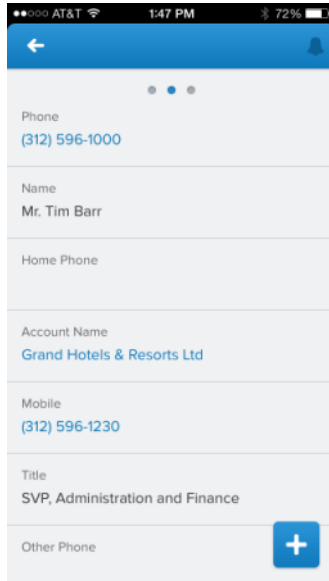 AT&T 1:47 PM 72%
Phone
(312) 596-1000
Name
Mr. Tim Barr
Home Phone
Account Name
Grand Hotels & Resorts Ltd
Mobile
(312) 596-1230
Title
SVP, Administration and Finance
Other Phone